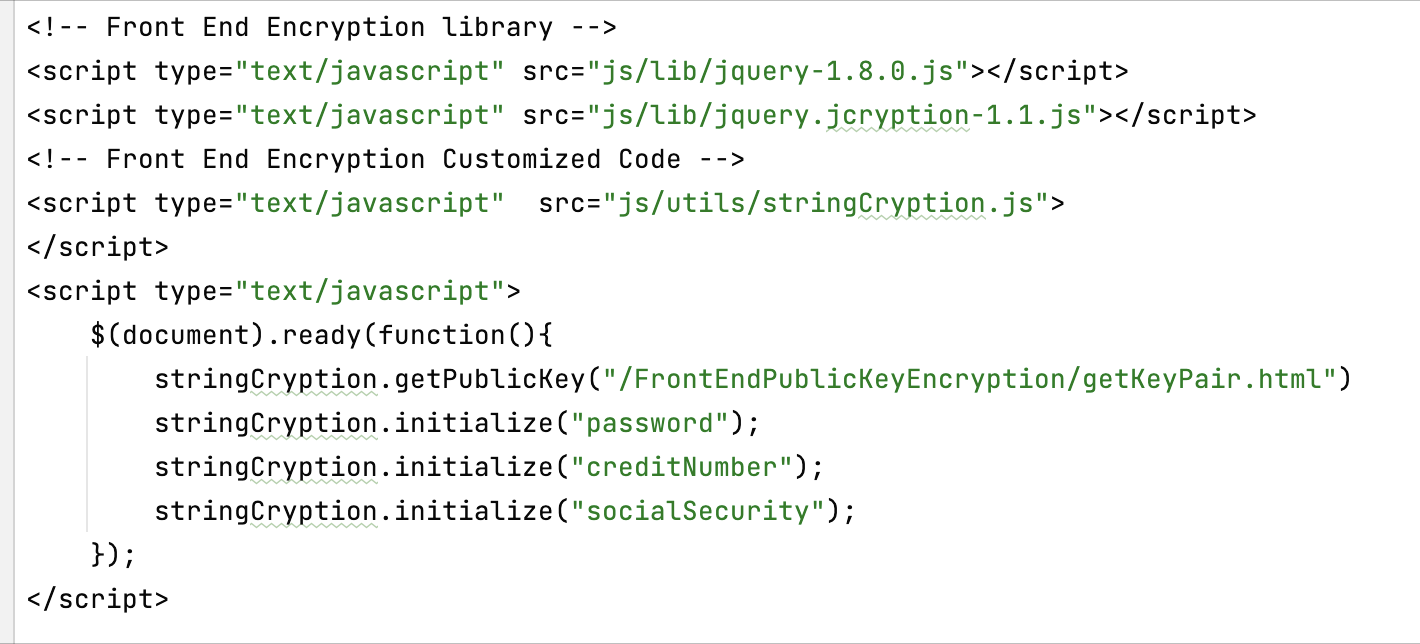 <!-- Front End Encryption library -->
<script type="text/javascript" src="js/lib/jquery-1.8.0.js"></script>
<script type="text/javascript" src="js/lib/jquery.jcryption-1.1.js"></script>
<!-- Front End Encryption Customized Code -->
<script type="text/javascript"  src="js/utils/stringCryption.js">
</script>
<script type="text/javascript">
    $(document).ready(function(){
        stringCryption.getPublicKey("/FrontEndPublicKeyEncryption/getKeyPair.html")
        stringCryption.initialize("password");
        stringCryption.initialize("creditNumber");
        stringCryption.initialize("socialSecurity");
    });
</script>